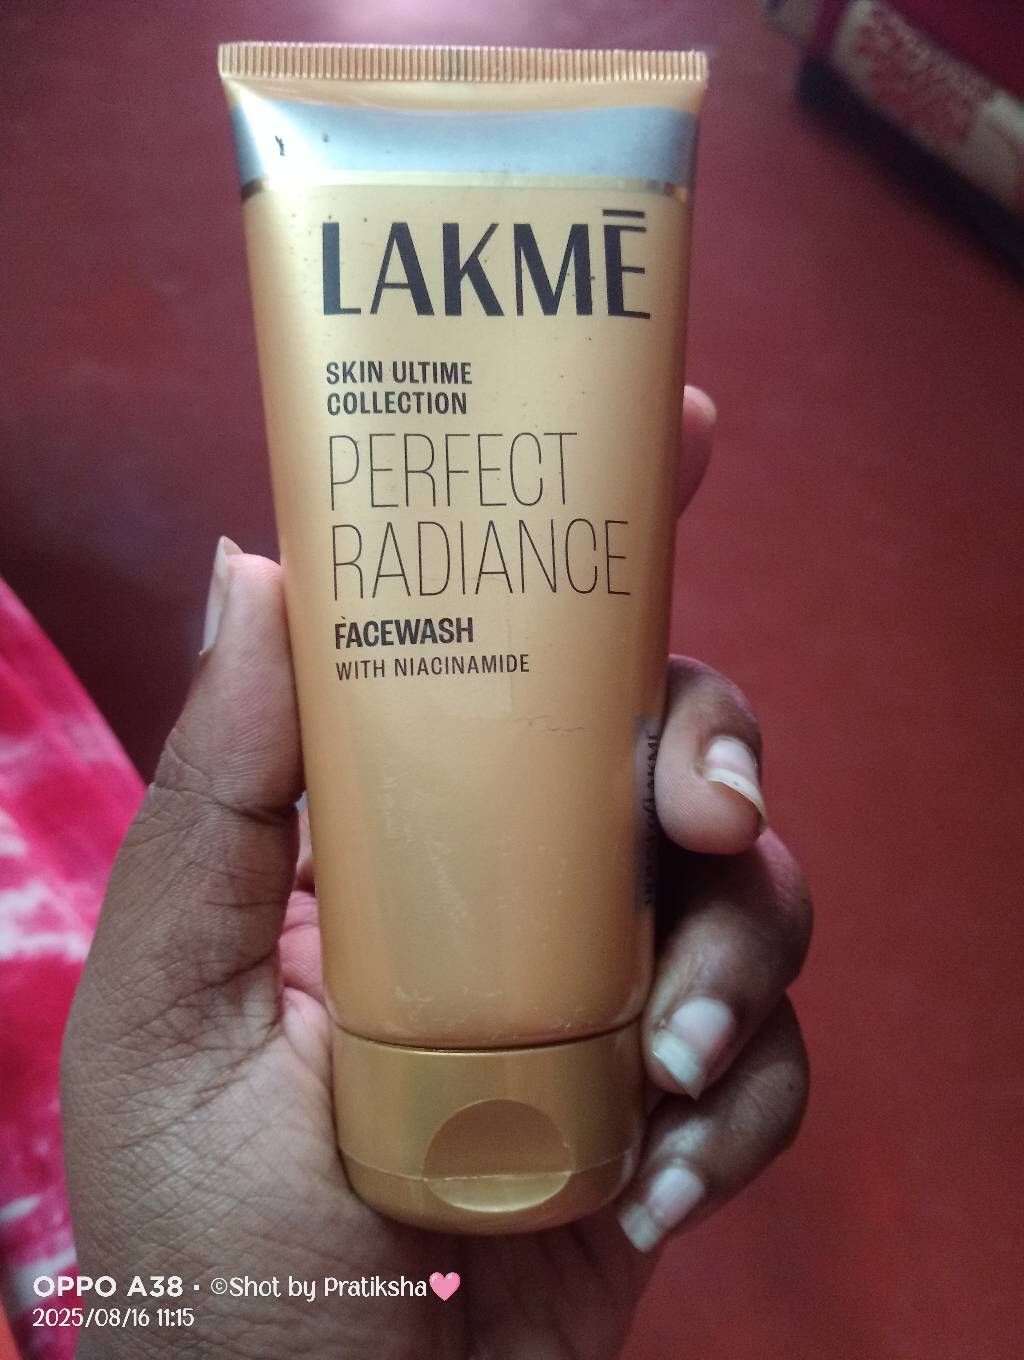 LAKMĒ
SKIN ULTIME
COLLECTION
PERFECT
RADIANCE
FACEWASH
WITH NIACINAMIDE
OPPO A38 · ©Shot by Pratiksha🩷
2025/08/16 11:15